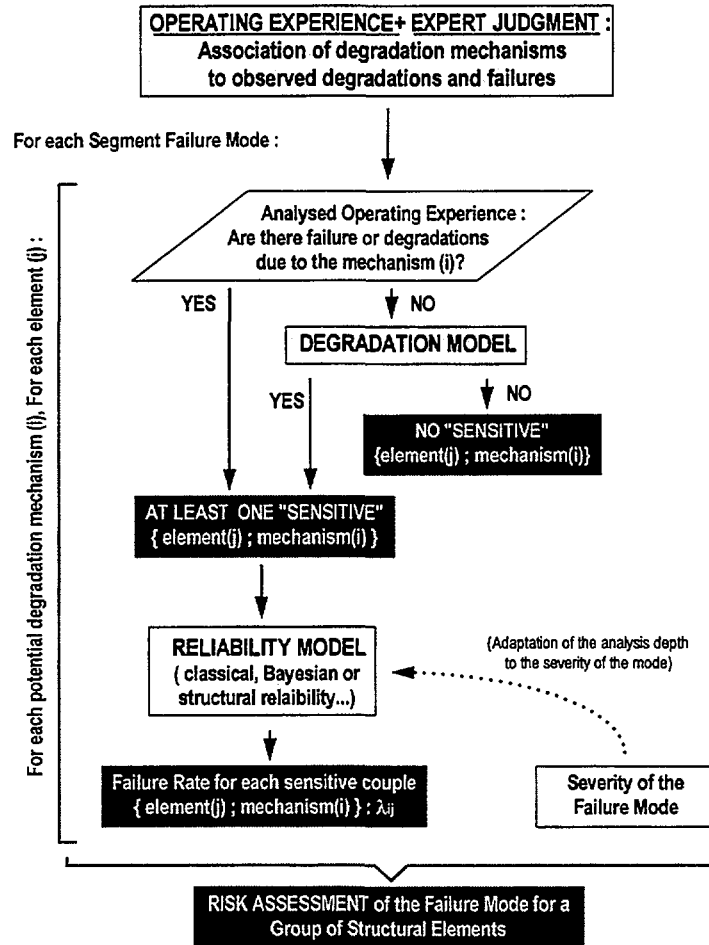 OPERATING EXPERIENCE+ EXPERT JUDGMENT :
Association of degradation mechanisms
to observed degradations and failures
For each Segment Failure Mode :
For each potential degradation mechanism (i), For each element (j) :
Analysed Operating Experience :
Are there failure or degradations
due to the mechanism (i)?
YES
NO
DEGRADATION MODEL
YES
NO
NO "SENSITIVE"
{element(j) ; mechanism(i)}
AT LEAST ONE "SENSITIVE"
{ element(j) ; mechanism(i) }
RELIABILITY MODEL
( classical, Bayesian or
structural relaibility...)
(Adaptation of the analysis depth
to the severity of the mode)
Failure Rate for each sensitive couple
{ element(j) ; mechanism(i) } : λij
Severity of the
Failure Mode
RISK ASSESSMENT of the Failure Mode for a
Group of Structural Elements